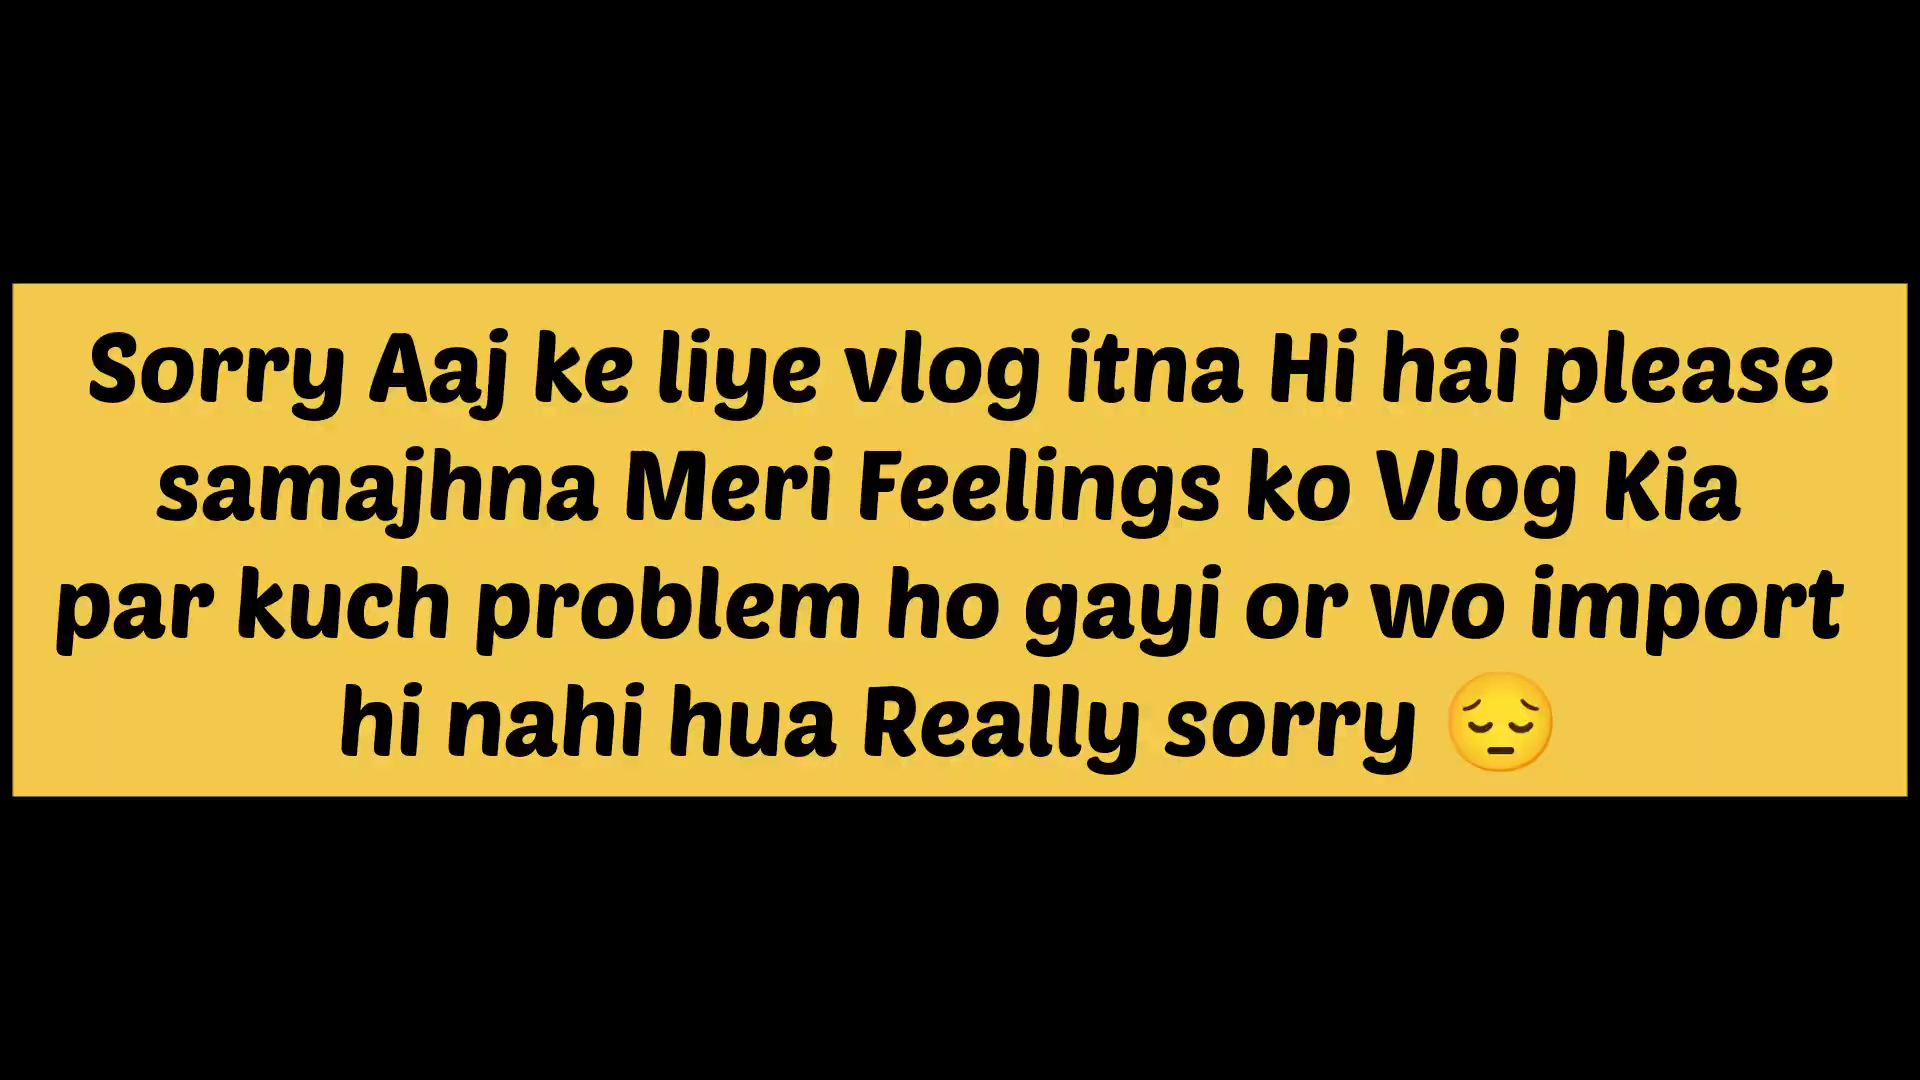 Sorry Aaj ke liye vlog itna Hi hai please
samajhna Meri Feelings ko Vlog Kia
par kuch problem ho gayi or wo import
hi nahi hua Really sorry 😔